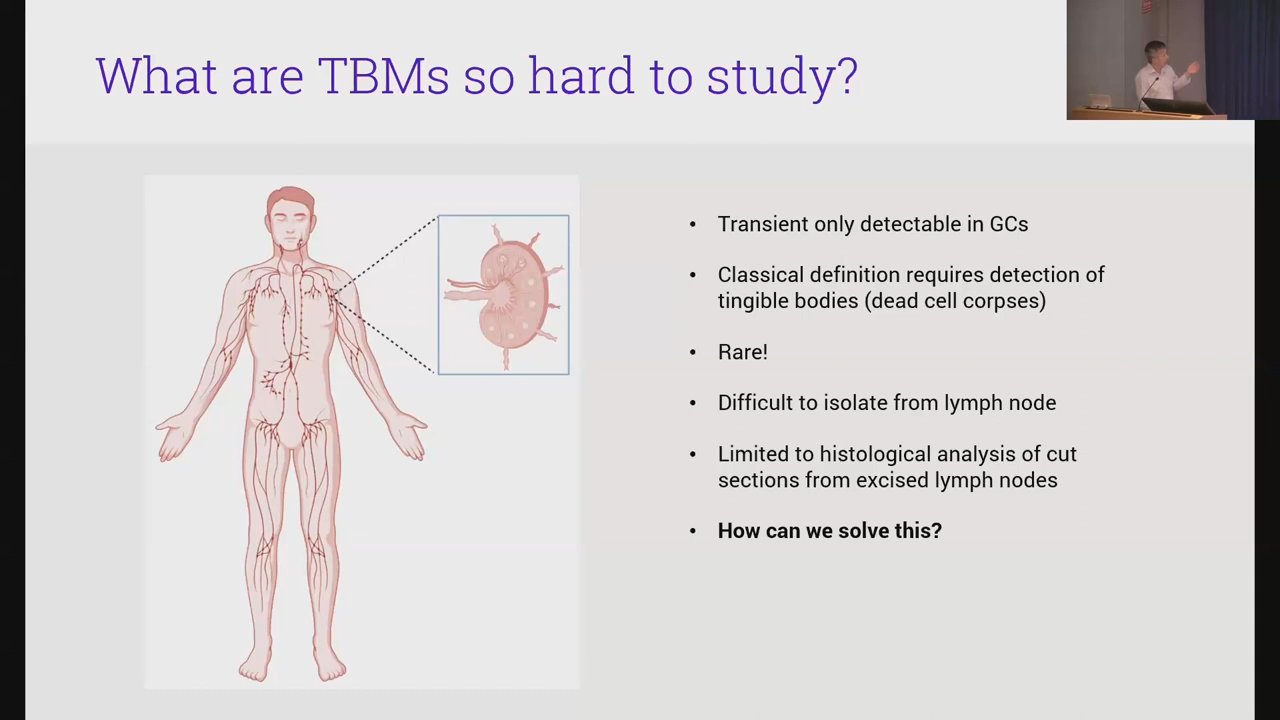 What are TBMs so hard to study?
• Transient only detectable in GCs
• Classical definition requires detection of
tingible bodies (dead cell corpses)
• Rare!
• Difficult to isolate from lymph node
• Limited to histological analysis of cut
sections from excised lymph nodes
• How can we solve this?